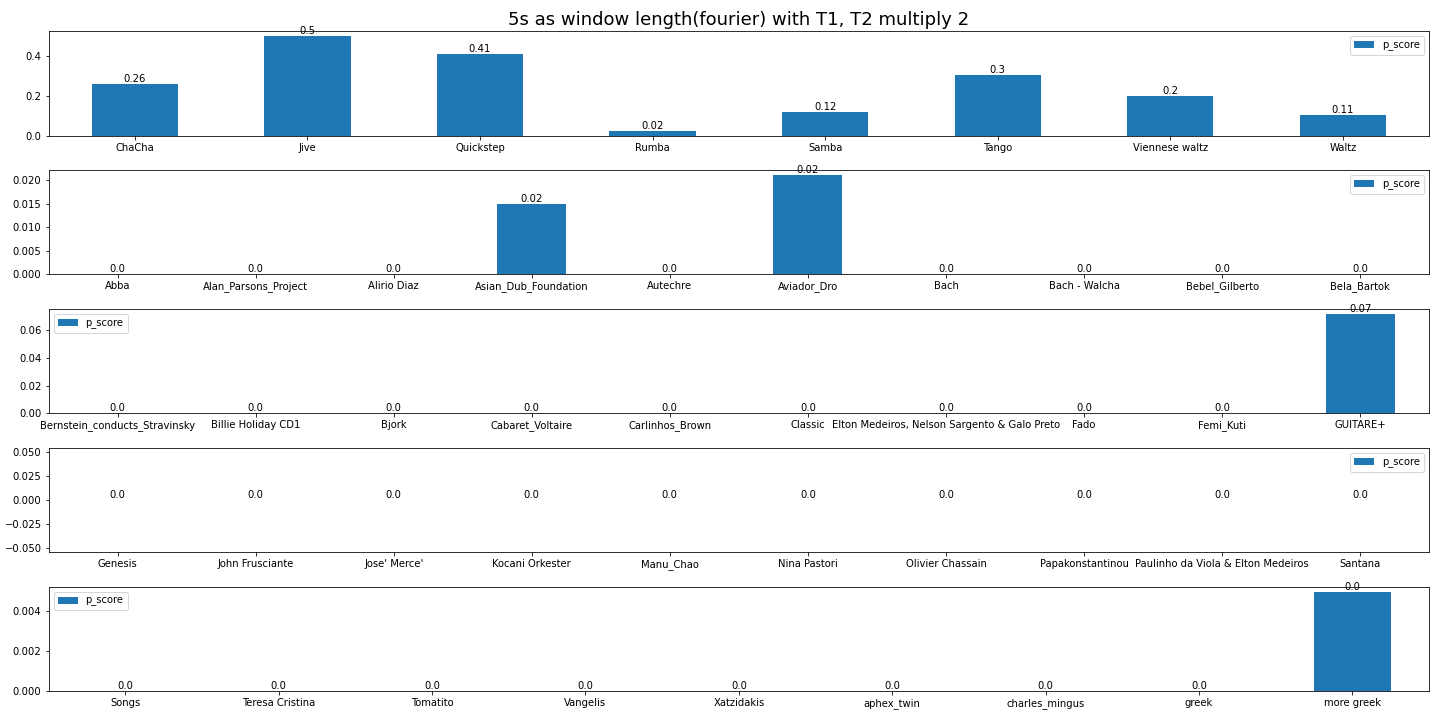 5s as window length(fourier) with T1, T2 multiply 2
p_score
0.4
0.2
0.0
0.26
0.5
0.41
0.02
0.12
0.3
0.2
0.11
ChaCha Jive Quickstep Rumba Samba Tango Viennese waltz Waltz
p_score
0.020
0.015
0.010
0.005
0.000
0.0 0.0 0.0 0.02 0.0 0.02 0.0 0.0 0.0 0.0
Abba Alan_Parsons_Project Alirio Diaz Asian_Dub_Foundation Autechre Aviador_Dro Bach Bach - Walcha Bebel_Gilberto Bela_Bartok
p_score
0.06
0.04
0.02
0.00
0.0 0.0 0.0 0.0 0.0 0.0 0.0 0.0 0.0 0.07
Bernstein_conducts_Stravinsky Billie Holiday CD1 Bjork Cabaret_Voltaire Carlinhos_Brown Classic Elton Medeiros, Nelson Sargento & Galo Preto Fado Femi_Kuti GUITARE+
p_score
0.050
0.025
0.000
−0.025
−0.050
0.0 0.0 0.0 0.0 0.0 0.0 0.0 0.0 0.0 0.0
Genesis John Frusciante Jose' Merce' Kocani Orkester Manu_Chao Nina Pastori Olivier Chassain Papakonstantinou Paulinho da Viola & Elton Medeiros Santana
p_score
0.004
0.002
0.000
0.0 0.0 0.0 0.0 0.0 0.0 0.0 0.0 0.0
Songs Teresa Cristina Tomatito Vangelis Xatzidakis aphex_twin charles_mingus greek more greek